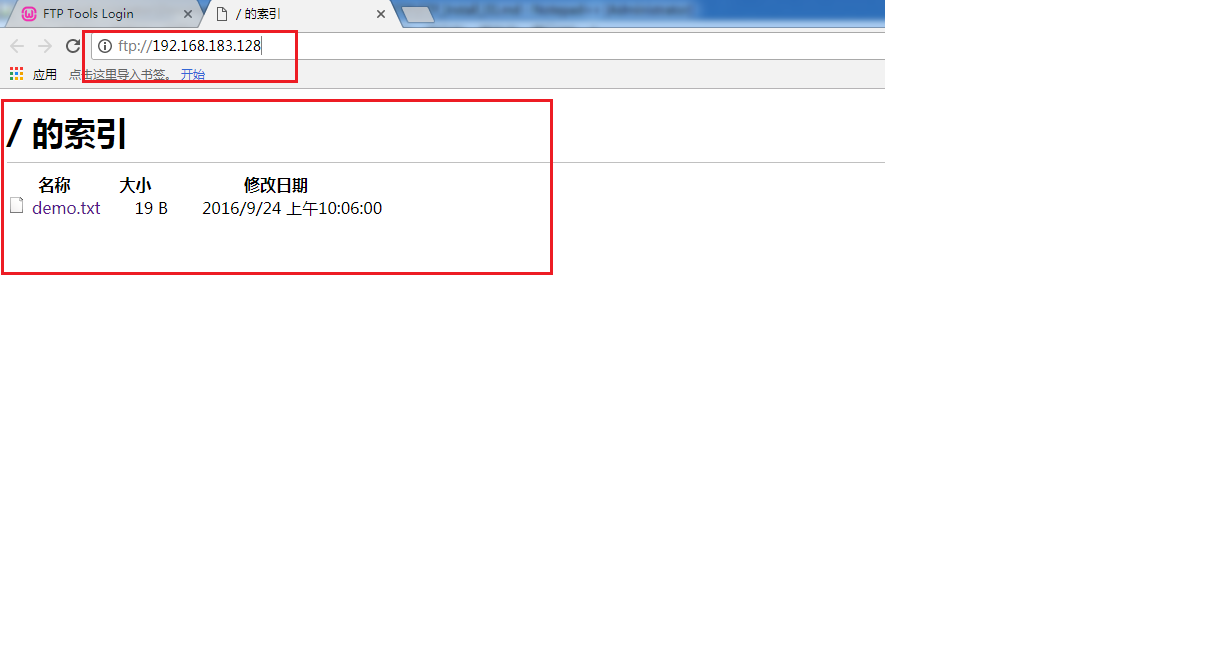 FTP Tools Login
/ 的索引
ftp://192.168.183.128
应用 点击这里导入书签。 开始
/ 的索引
名称 大小 修改日期
demo.txt 19 B 2016/9/24 上午10:06:00